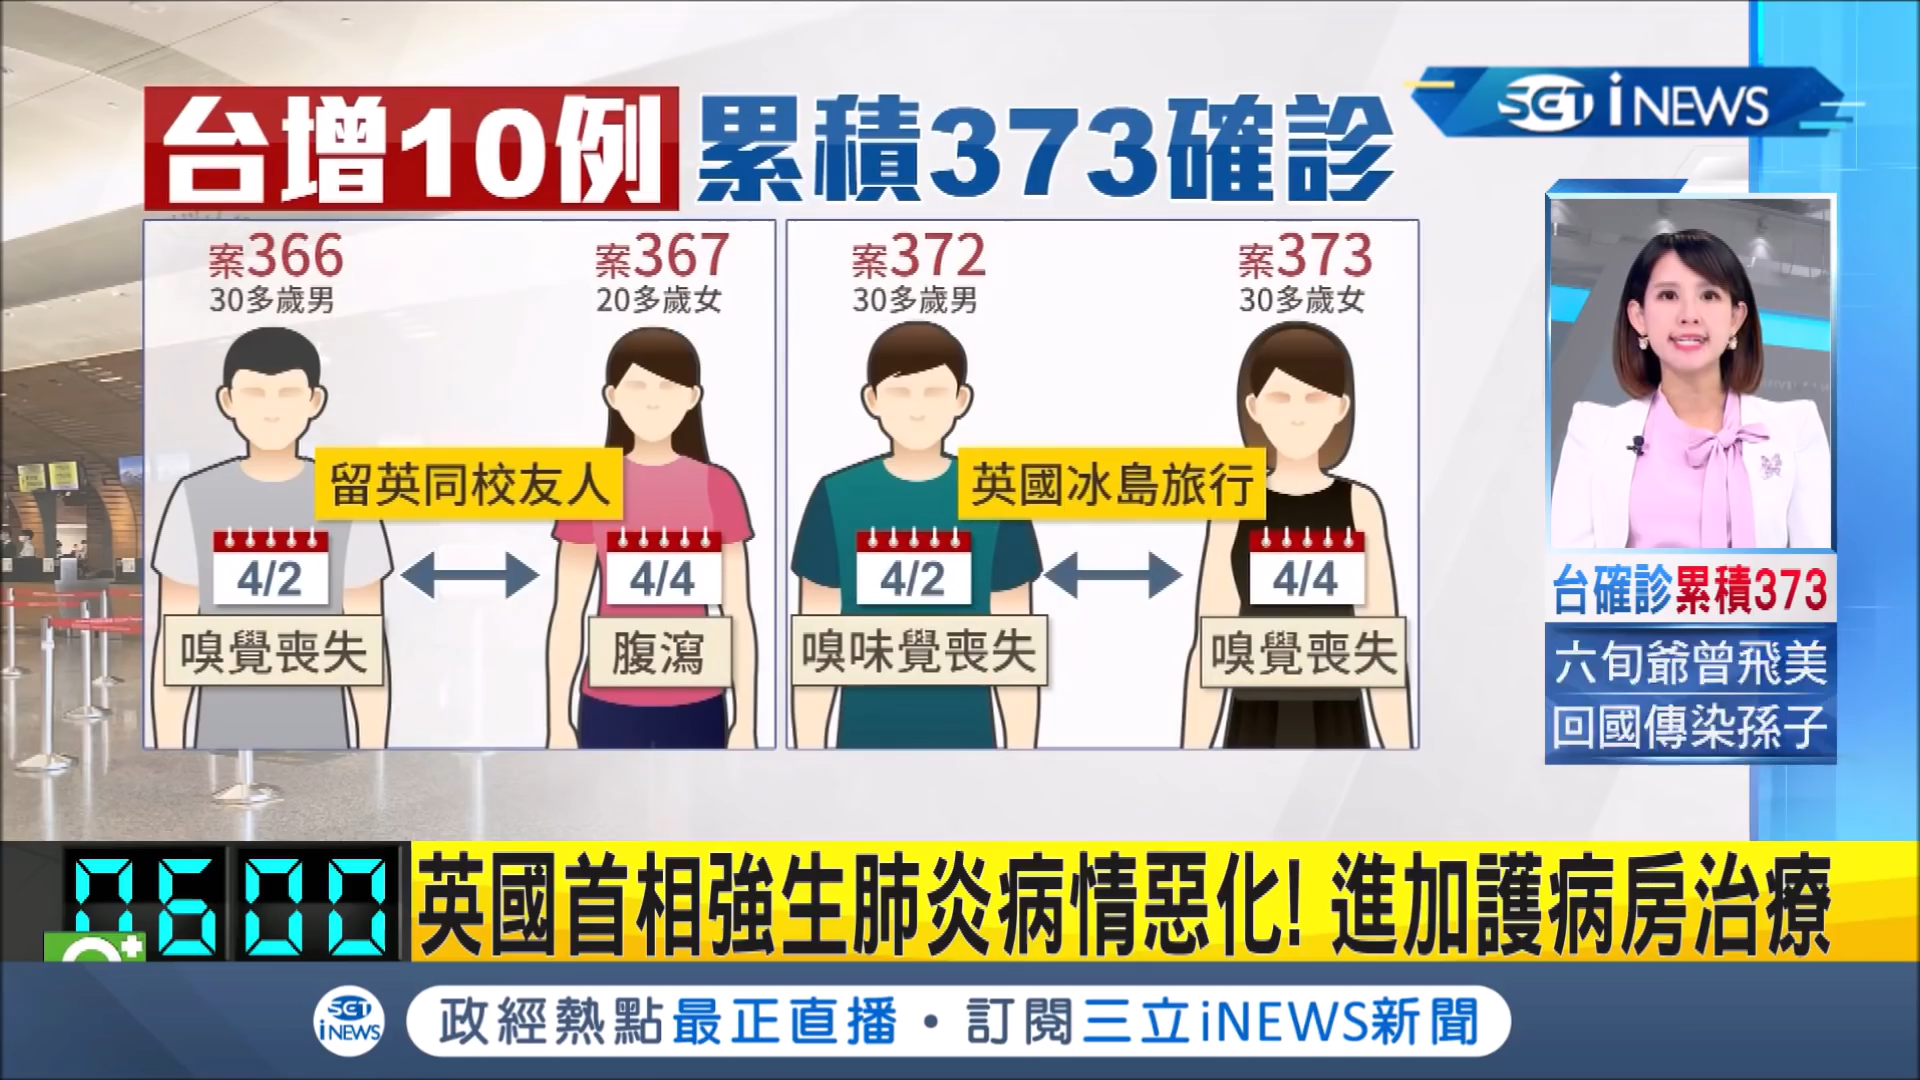 台增10例 累積373確診
SET iNEWS
案366
30多歲男
案367
20多歲女
案372
30多歲男
案373
30多歲女
留英同校友人
英國冰島旅行
4/2
4/4
4/2
4/4
嗅覺喪失
腹瀉
嗅味覺喪失
嗅覺喪失
台確診累積373
六旬爺曾飛美
回國傳染孫子
0600
英國首相強生肺炎病情惡化! 進加護病房治療
SET
iNEWS
政經熱點最正直播・訂閱三立iNEWS新聞